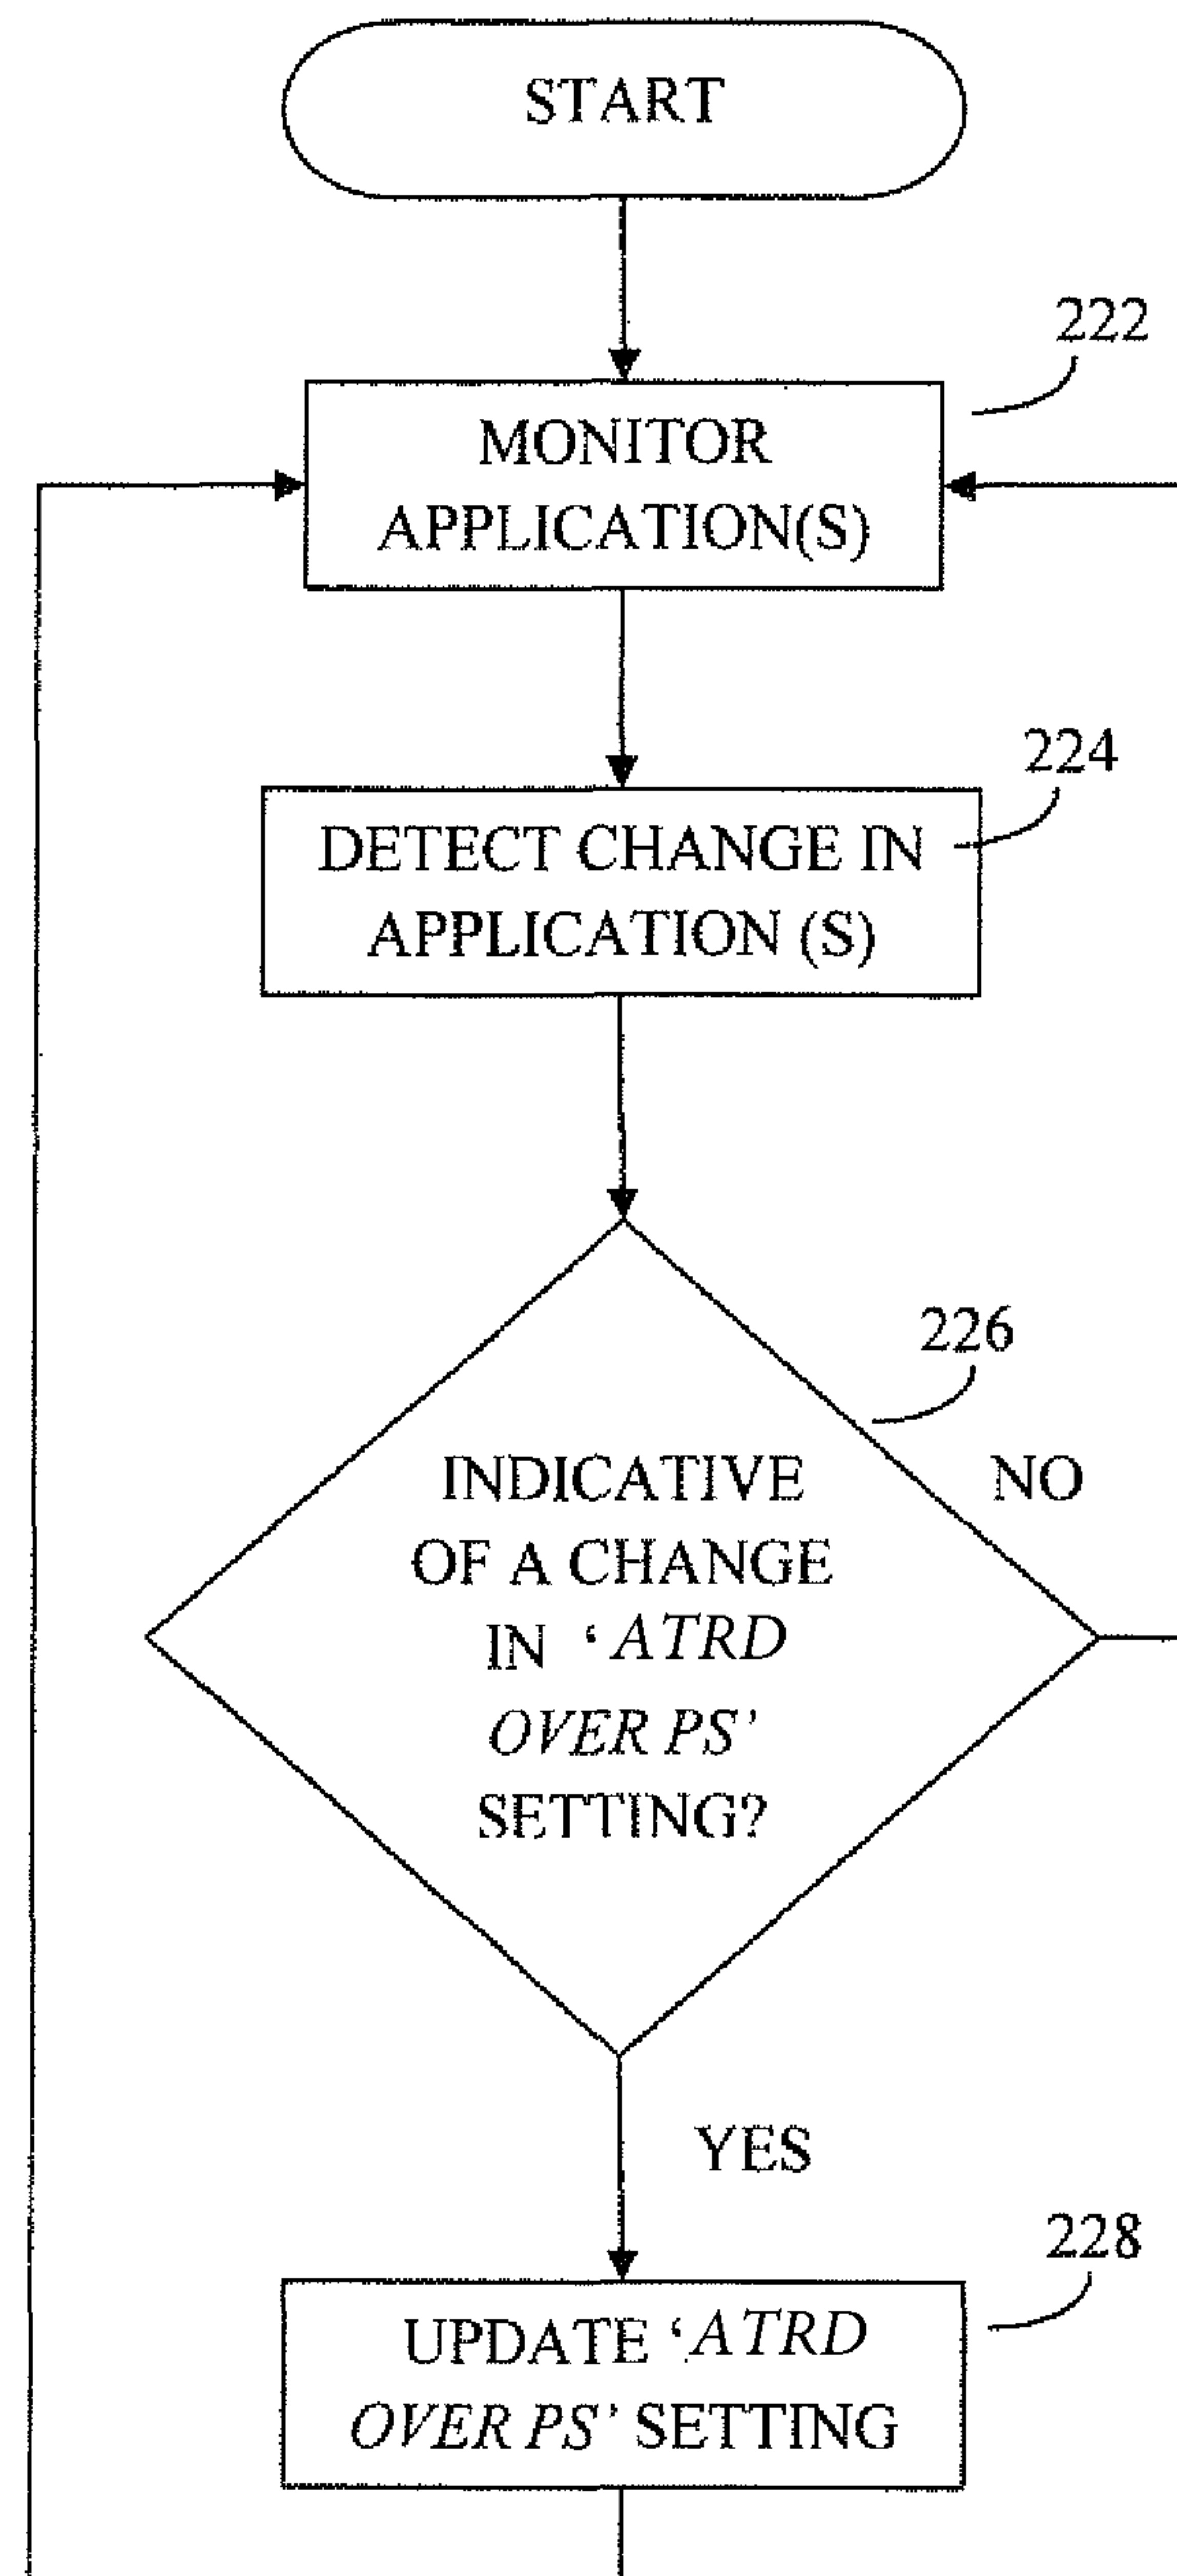 START
222
MONITOR
APPLICATION(S)
224
DETECT CHANGE IN
APPLICATION (S)
226
INDICATIVE
OF A CHANGE
IN ‘ATRD
OVER PS’
SETTING?
NO
YES
228
UPDATE ‘ATRD
OVER PS’ SETTING